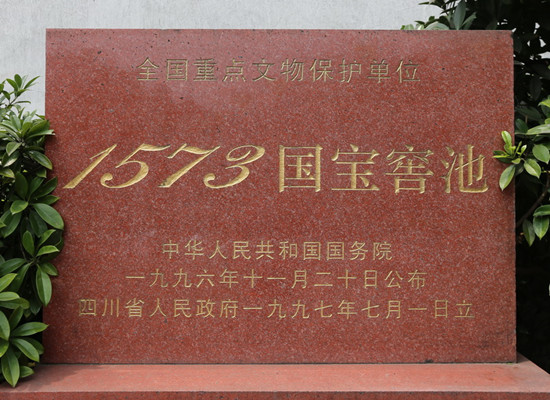 全国重点文物保护单位
1573国宝窖池
中华人民共和国国务院
一九九六年十一月二十日公布
四川省人民政府一九九七年七月一日立